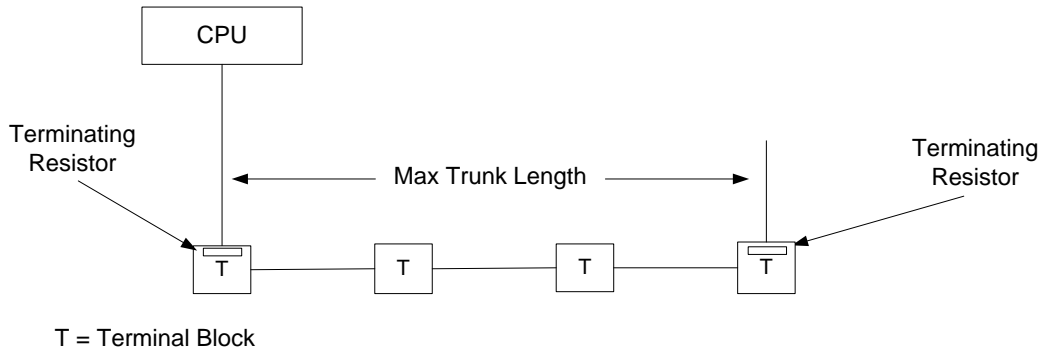 CPU
Terminating
Resistor
Max Trunk Length
Terminating
Resistor
T
T
T
T
T = Terminal Block